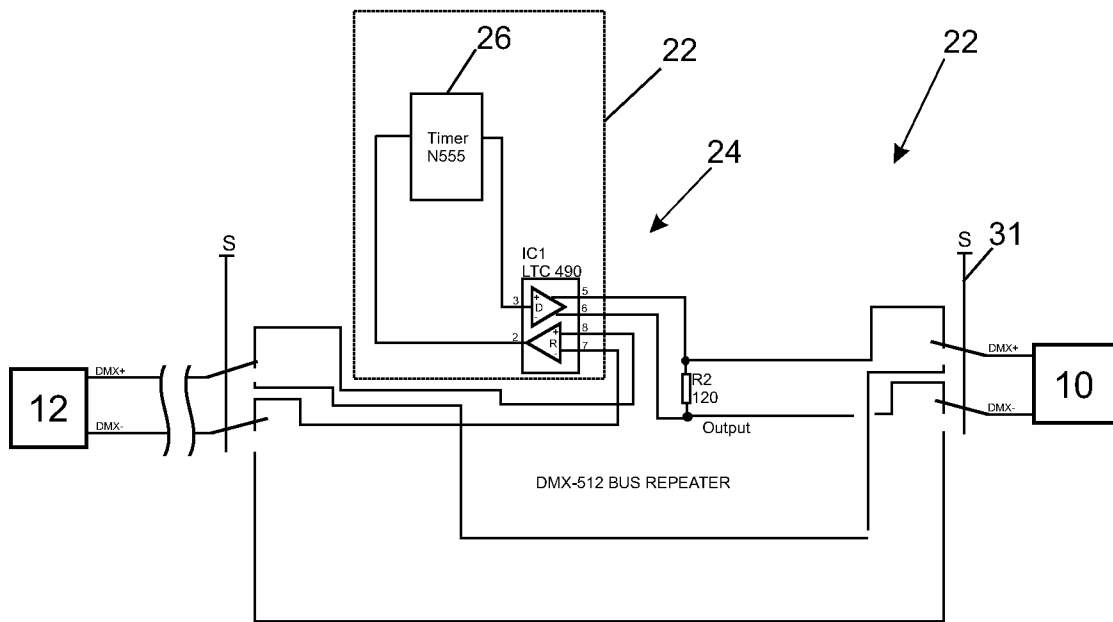 26
22
22
Timer
N555
24
S
S
31
IC1
LTC 490
3
+
D
-
5
6
2
+
R
-
8
7
DMX+
DMX-
12
R2
120
Output
DMX+
DMX-
10
DMX-512 BUS REPEATER